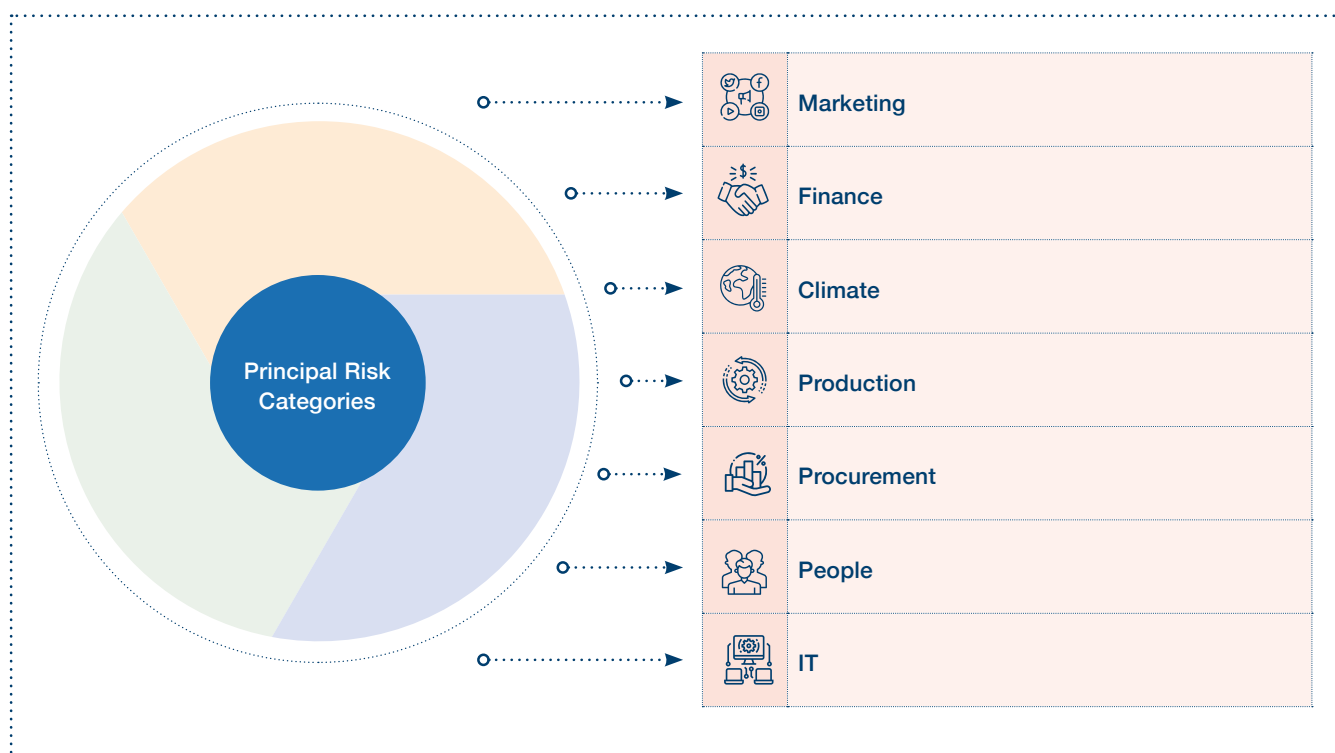 Principal Risk
Categories
Marketing
Finance
Climate
Production
Procurement
People
IT